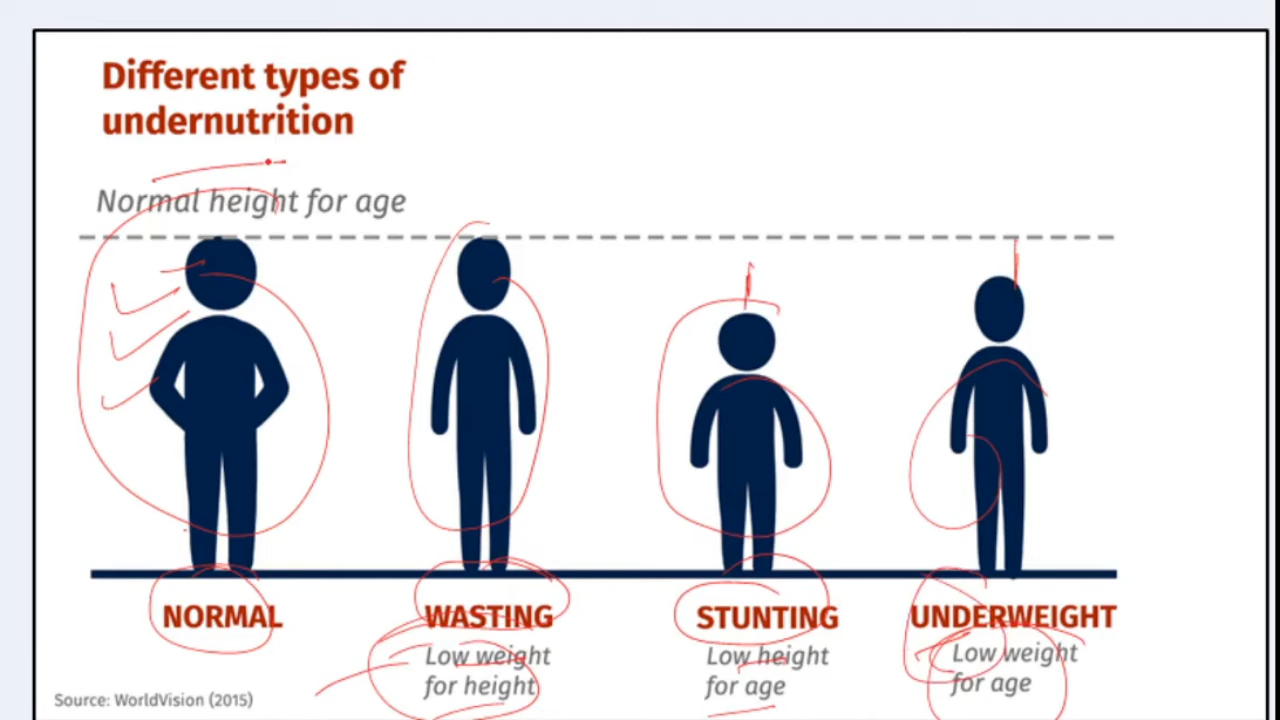 Different types of
undernutrition
Normal height for age
NORMAL
WASTING
Low weight
for height
STUNTING
Low height
for age
UNDERWEIGHT
Low weight
for age
Source: WorldVision (2015)